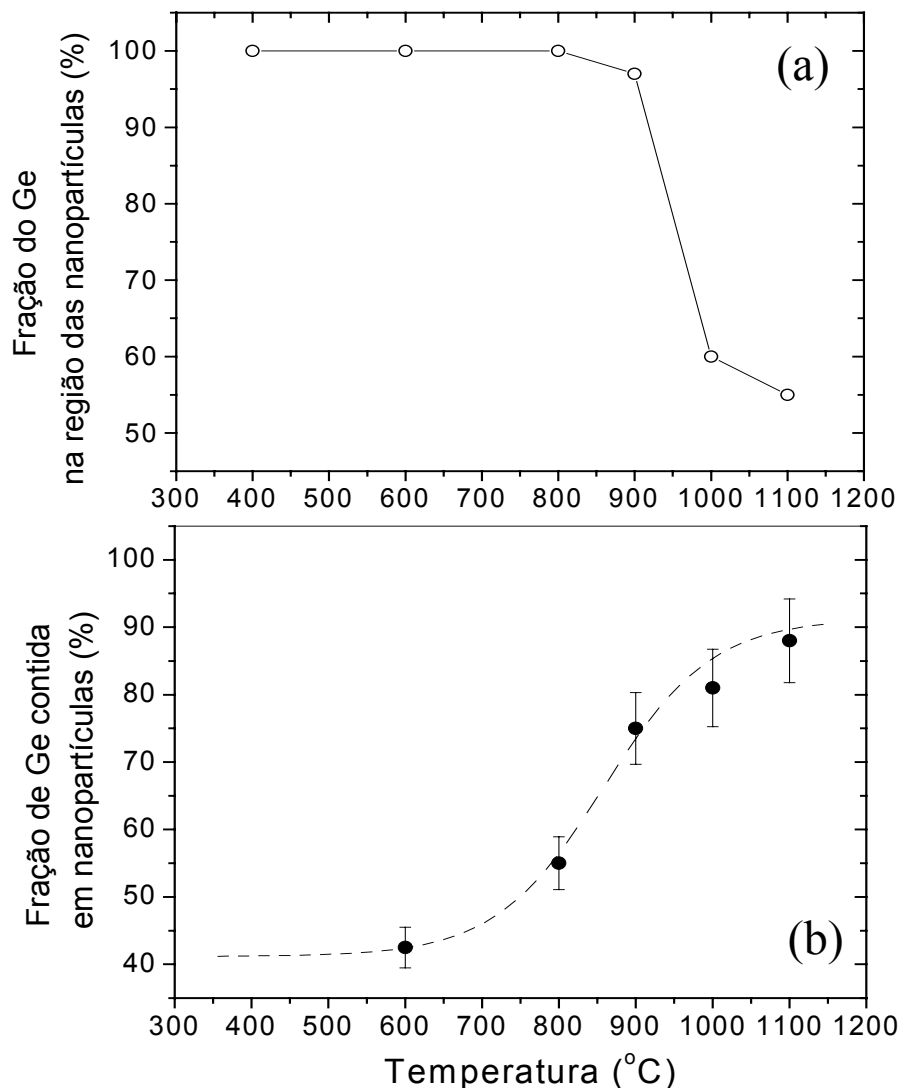 Fração do Ge
na região das nanopartículas (%)
100
90
80
70
60
50
(a)
300 400 500 600 700 800 900 1000 1100 1200
Fração de Ge contida
em nanopartículas (%)
100
90
80
70
60
50
40
(b)
300 400 500 600 700 800 900 1000 1100 1200
Temperatura (°C)